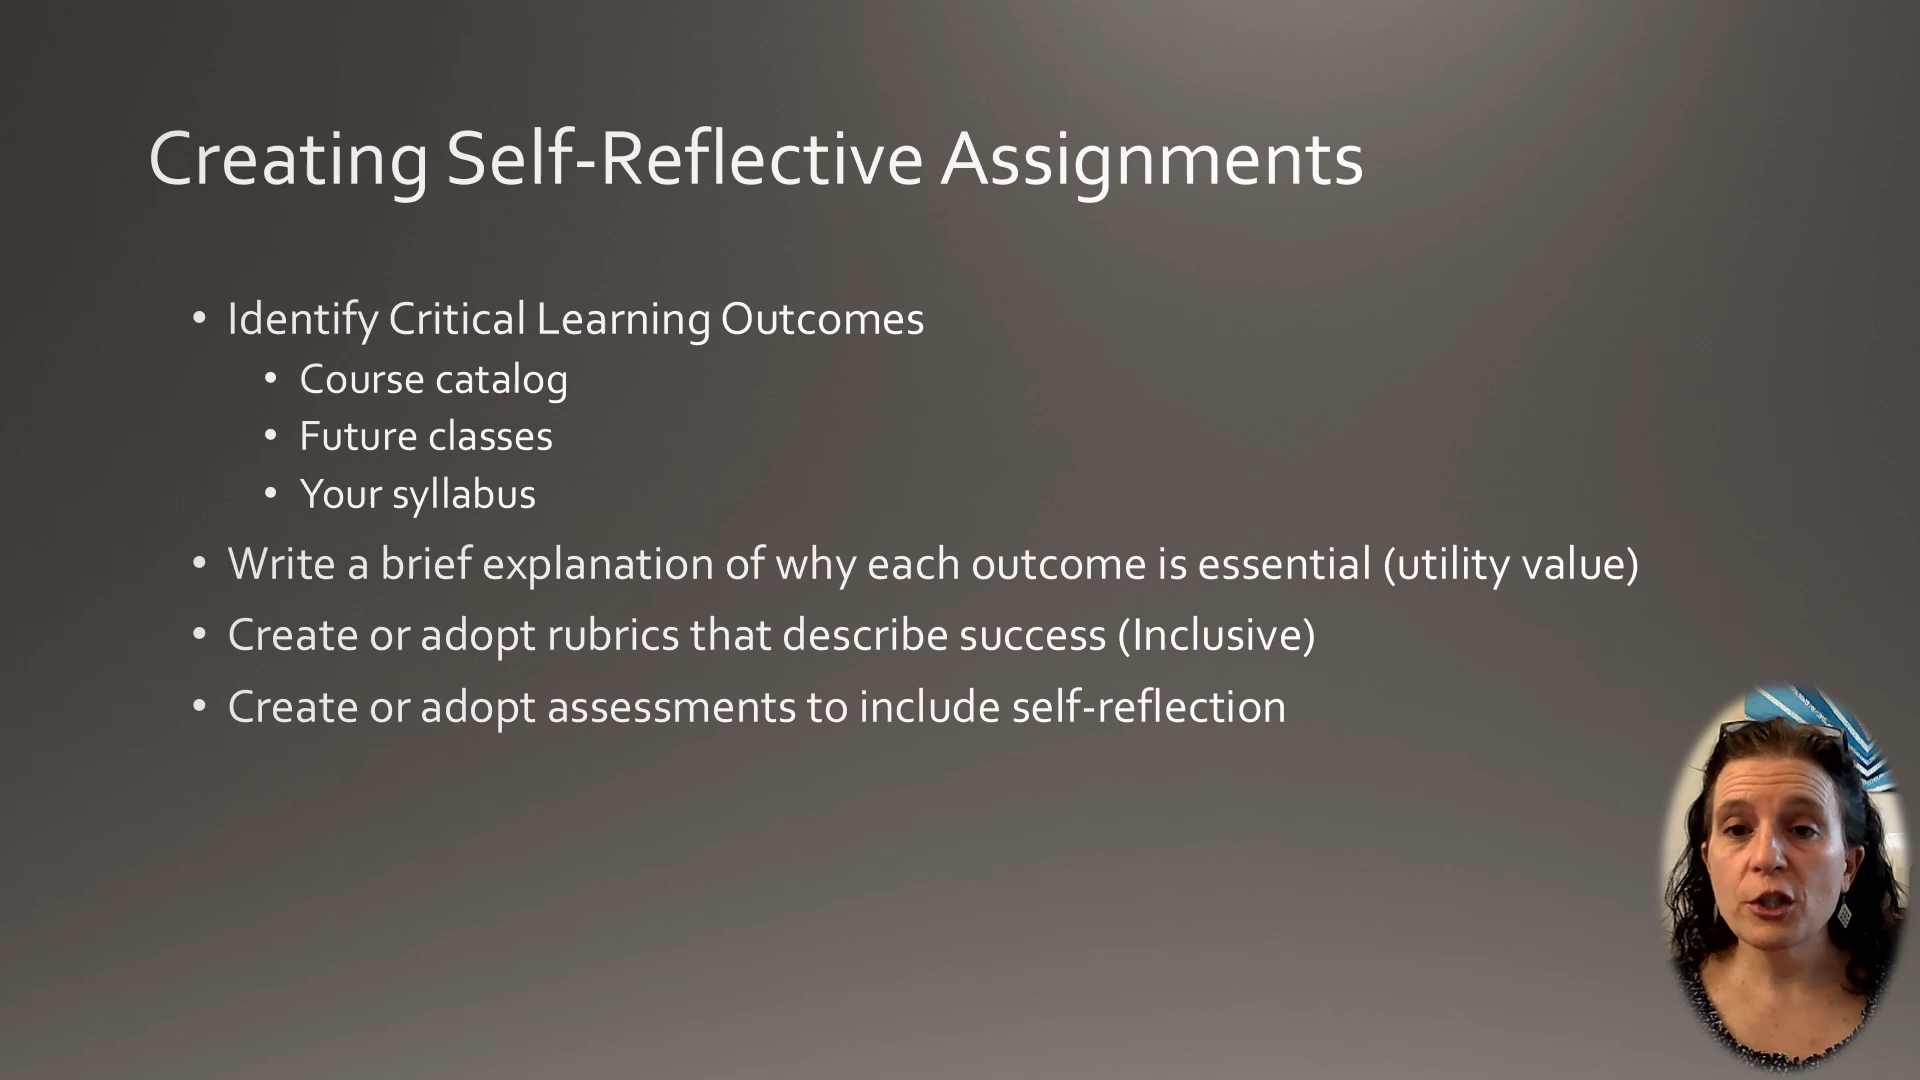 Creating Self-Reflective Assignments
• Identify Critical Learning Outcomes
• Course catalog
• Future classes
• Your syllabus
• Write a brief explanation of why each outcome is essential (utility value)
• Create or adopt rubrics that describe success (Inclusive)
• Create or adopt assessments to include self-reflection